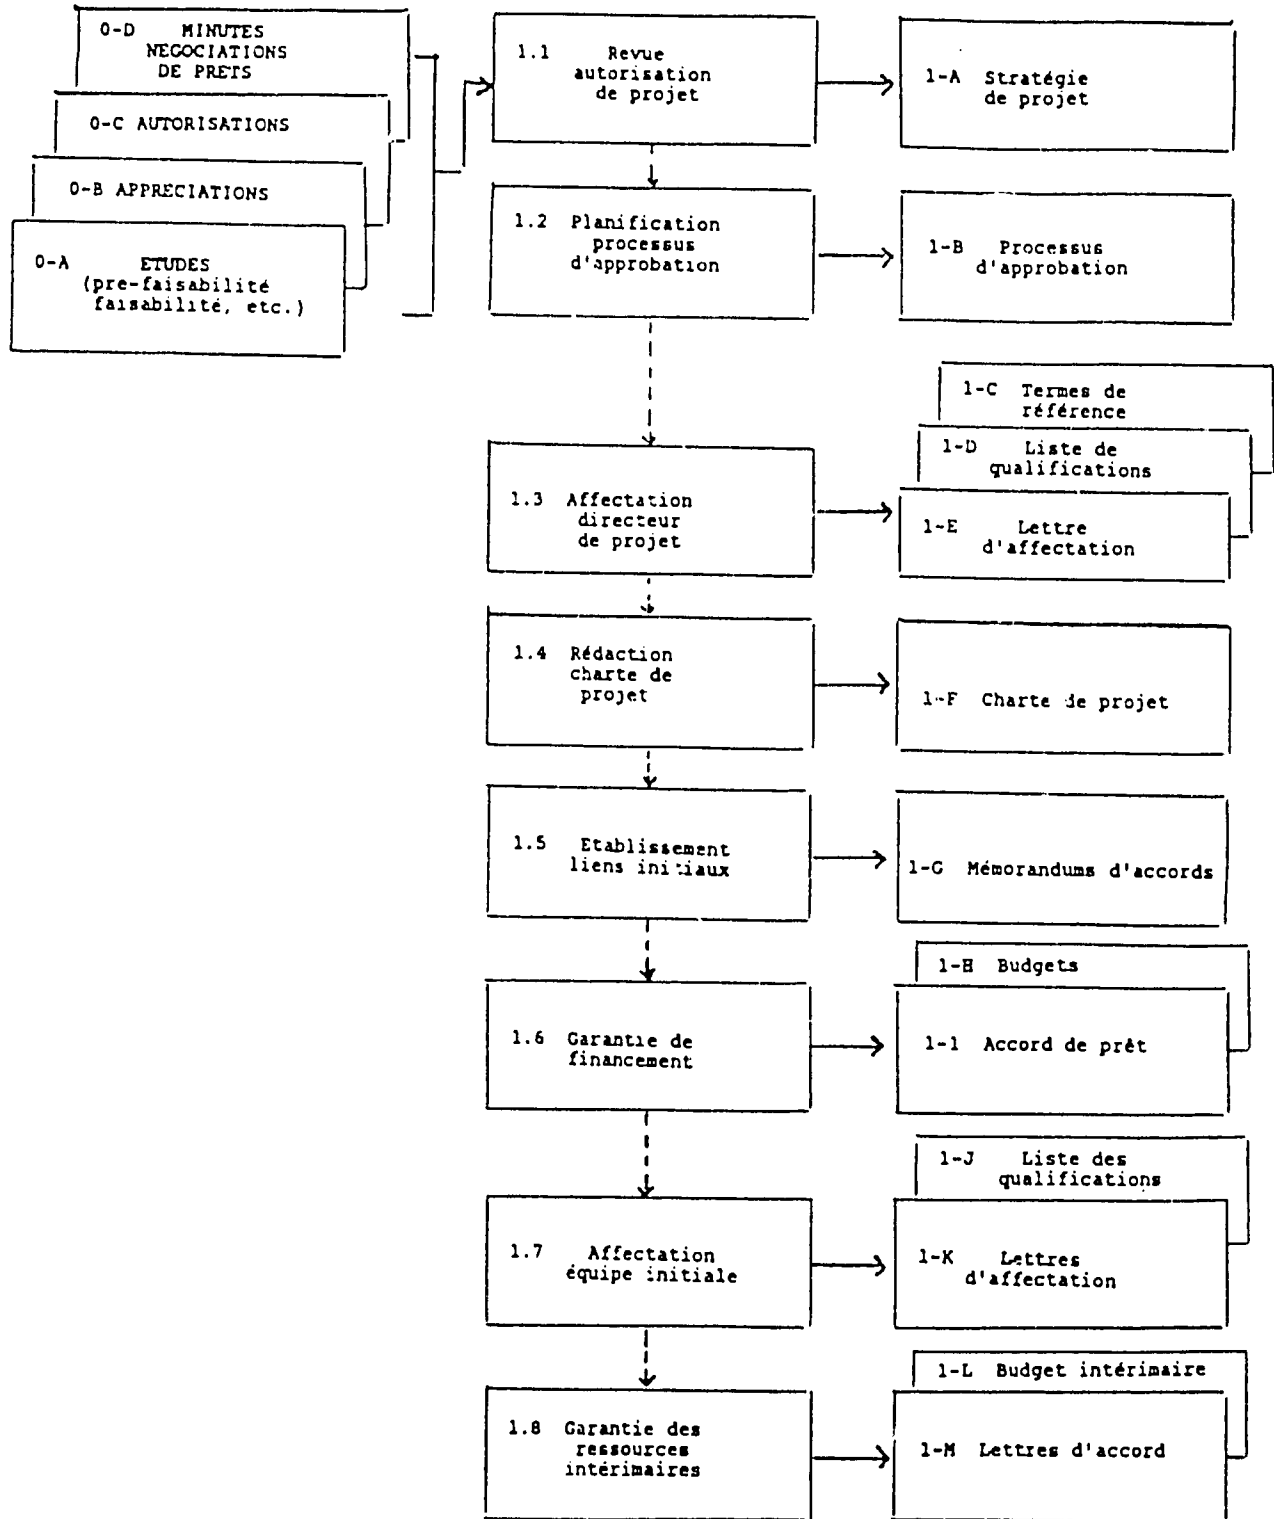 0-D MINUTES
NEGOCIATIONS
DE PRETS
0-C AUTORISATIONS
0-B APPRECIATIONS
0-A ETUDES
(pre-faisabilité
faisabilité, etc.)
1.1 Revue
autorisation
de projet
1-A Stratégie
de projet
1.2 Planification
processus
d'approbation
1-B Processus
d'approbation
1.3 Affectation
directeur
de projet
1-C Termes de
référence
1-D Liste de
qualifications
1-E Lettre
d'affectation
1.4 Rédaction
charte de
projet
1-F Charte de projet
1.5 Etablissement
liens initiaux
1-G Mémorandums d'accords
1.6 Garantie de
financement
1-H Budgets
1-1 Accord de prêt
1.7 Affectation
équipe initiale
1-J Liste des
qualifications
1-K Lettres
d'affectation
1.8 Garantie des
ressources
intérimaires
1-L Budget intérimaire
1-M Lettres d'accord